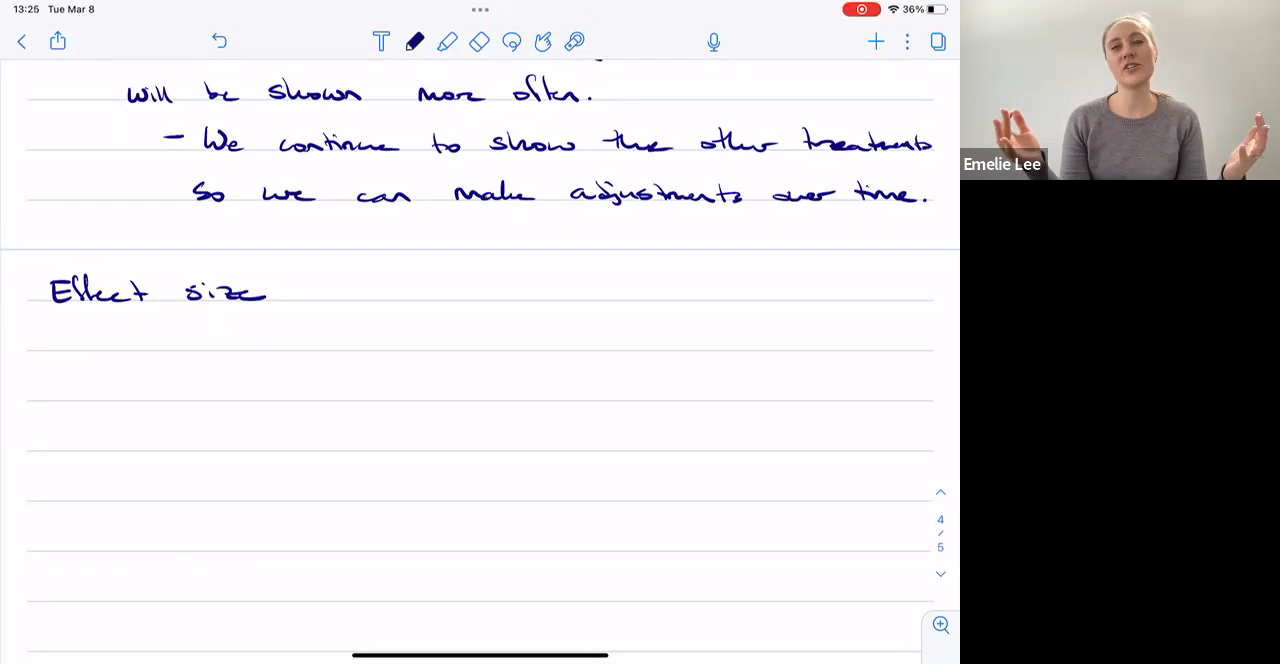 13:25 Tue Mar 8
36%
T
will be shown more often.
Emelie Lee
- We continue to show the other treatments
so we can make adjustments over time.
Effect size
4
/
5